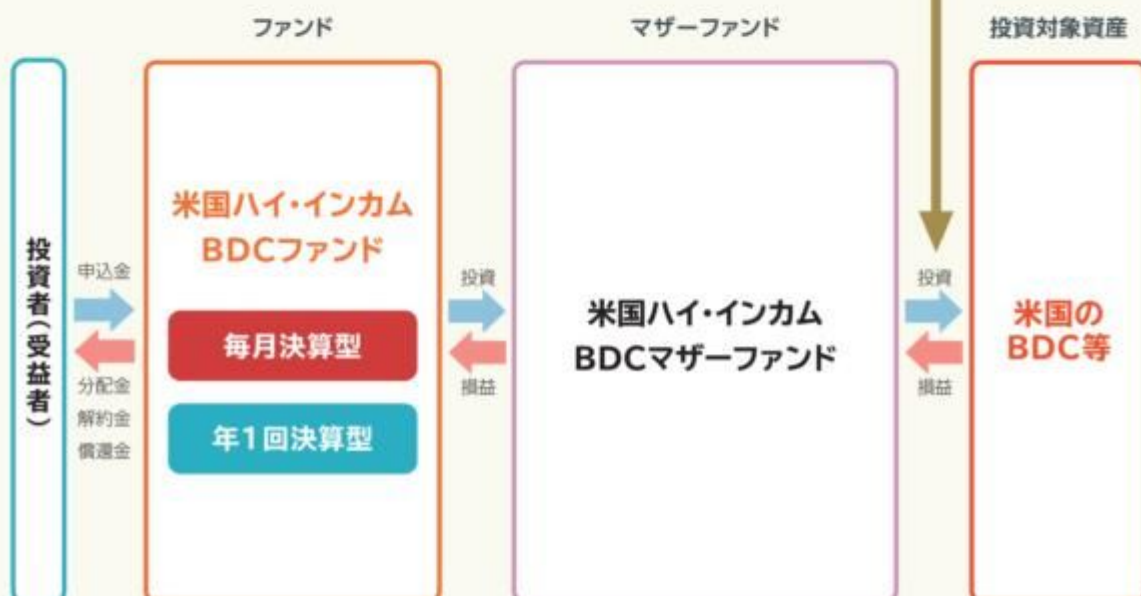 ファンド
マザーファンド
投資対象資産
投資者(受益者)
申込金
分配金
解約金
償還金
米国ハイ・インカム
BDCファンド
毎月決算型
年1回決算型
投資
損益
米国ハイ・インカム
BDCマザーファンド
投資
損益
米国の
BDC等